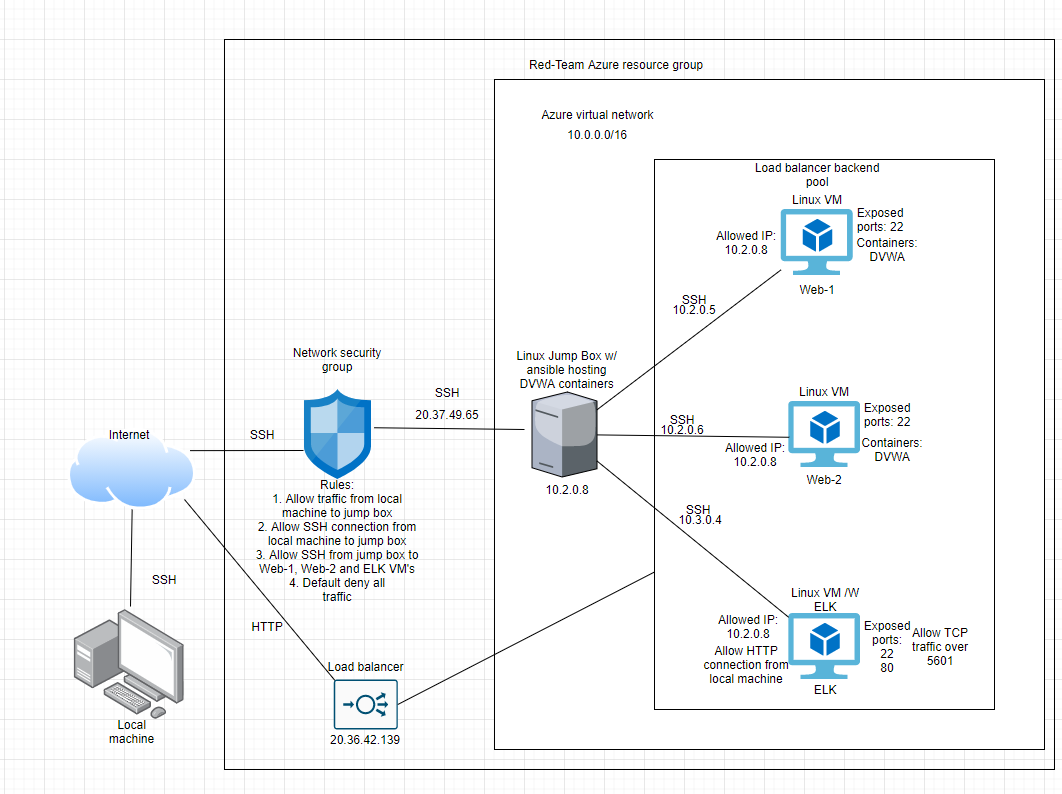 Red-Team Azure resource group
Azure virtual network
10.0.0.0/16
Load balancer backend
pool
Linux VM
Exposed
ports: 22
Containers:
DVWA
Allowed IP:
10.2.0.8
Web-1
SSH
10.2.0.5
Network security
group
Linux Jump Box w/
ansible hosting
DVWA containers
10.2.0.8
SSH
20.37.49.65
Internet
SSH
SSH
10.2.0.6
Linux VM
Exposed
ports: 22
Containers:
DVWA
Allowed IP:
10.2.0.8
Web-2
Rules:
1. Allow traffic from local
machine to jump box
2. Allow SSH connection from
local machine to jump box
3. Allow SSH from jump box to
Web-1, Web-2 and ELK VM's
4. Default deny all
traffic
SSH
10.3.0.4
SSH
HTTP
Linux VM /W
ELK
Allowed IP:
10.2.0.8
Allow HTTP
connection from
local machine
Exposed
ports:
22
80
Allow TCP
traffic over
5601
ELK
Load balancer
20.36.42.139
Local
machine